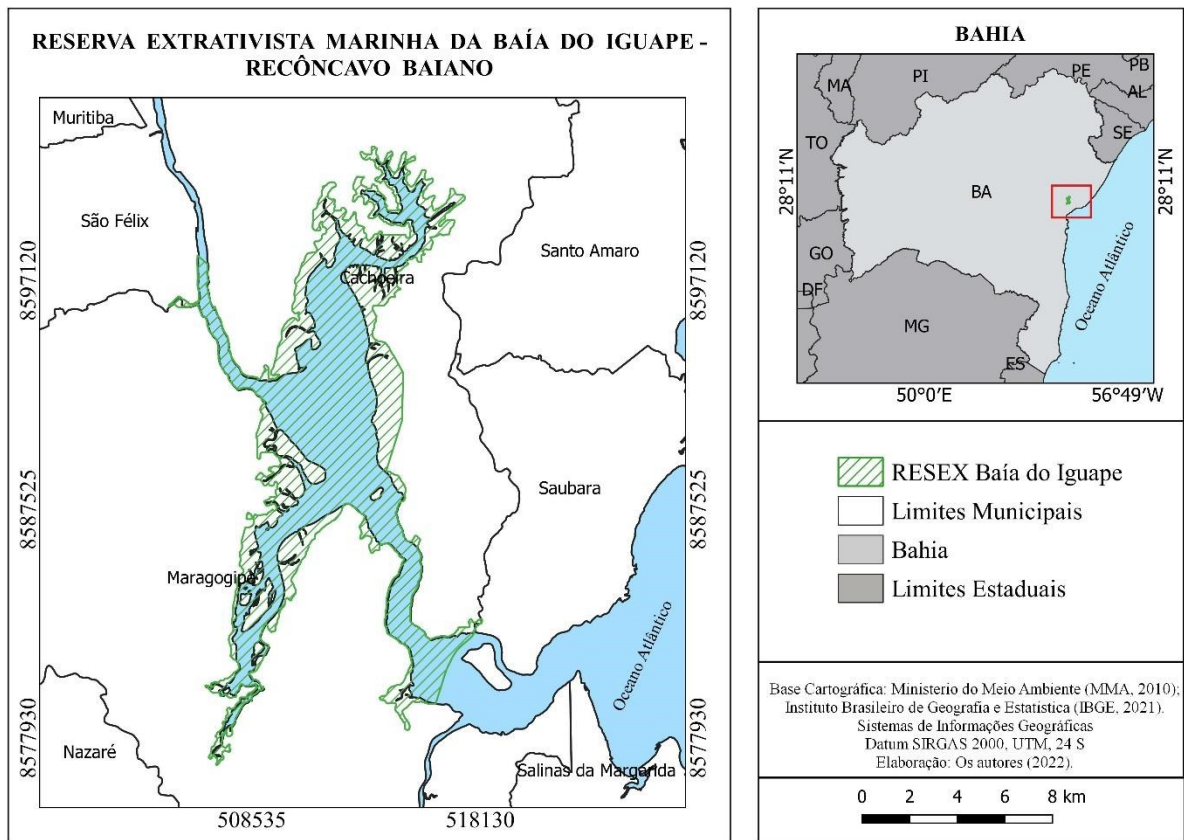 RESERVA EXTRATIVISTA MARINHA DA BAÍA DO IGUAPE -
RECÔNCAVO BAIANO
Muritiba
São Félix
Cachoeira
Santo Amaro
Saubara
Maragogipe
Nazaré
Salinas da Margarida
Oceano Atlântico
8597120
8587525
8577930
8597120
8587525
8577930
508535
518130
BAHIA
MA
PI
PE
PB
AL
SE
TO
BA
GO
DF
MG
ES
Oceano Atlântico
28°11'N
28°11'N
50°0'E
56°49'W
RESEX Baía do Iguape
Limites Municipais
Bahia
Limites Estaduais
Base Cartográfica: Ministerio do Meio Ambiente (MMA, 2010);
Instituto Brasileiro de Geografia e Estatistica (IBGE, 2021).
Sistemas de Informações Geográficas
Datum SIRGAS 2000, UTM, 24 S
Elaboração: Os autores (2022).
0 2 4 6 8 km